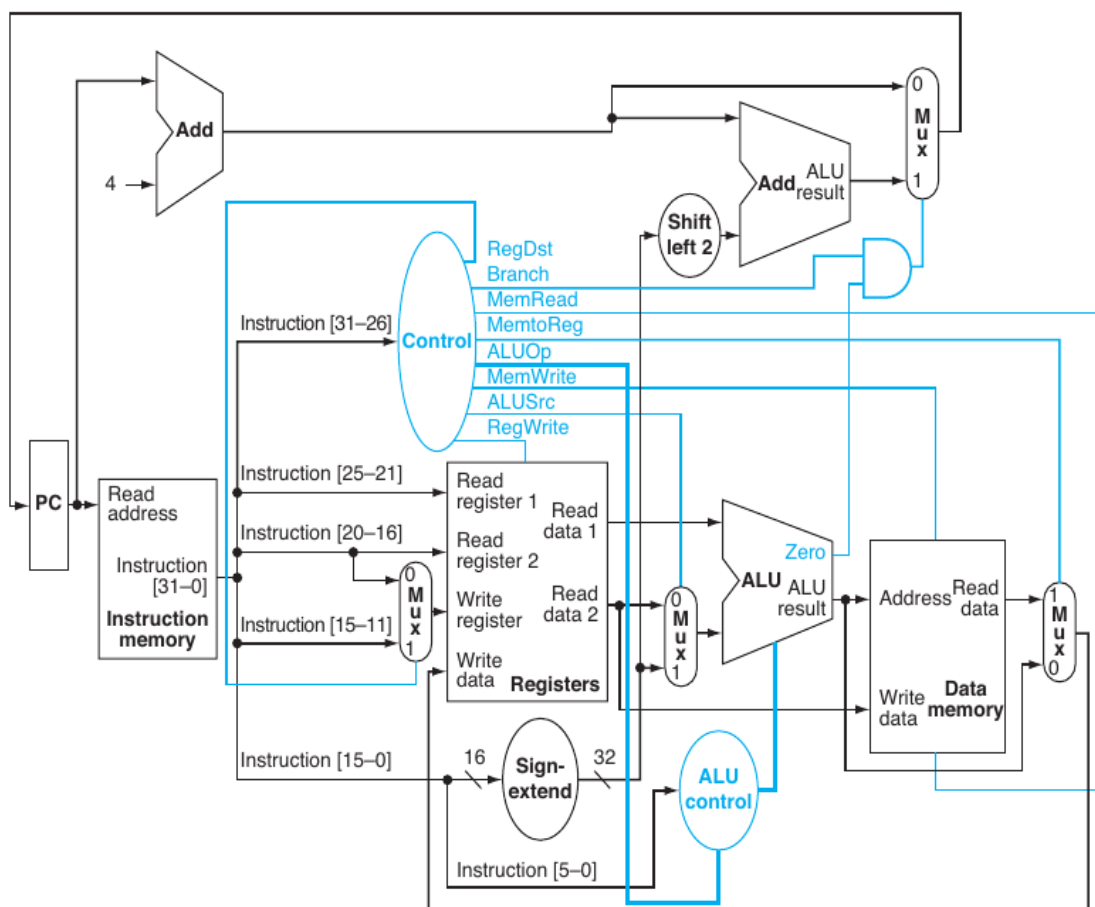 0
M
u
x
1
Add
4
Add
ALU
result
Shift
left 2
RegDst
Branch
MemRead
MemtoReg
ALUOp
MemWrite
ALUSrc
RegWrite
Instruction [31–26]
Control
PC
Read
address
Instruction
[31–0]
Instruction
memory
Instruction [25–21]
Instruction [20–16]
Instruction [15–11]
0
M
u
x
1
Read
register 1
Read
register 2
Write
register
Write
data
Read
data 1
Read
data 2
Registers
0
M
u
x
1
Zero
ALU
ALU
result
Address
Read
data
Write
data
Data
memory
1
M
u
x
0
Instruction [15–0]
16
Sign-
extend
32
ALU
control
Instruction [5–0]